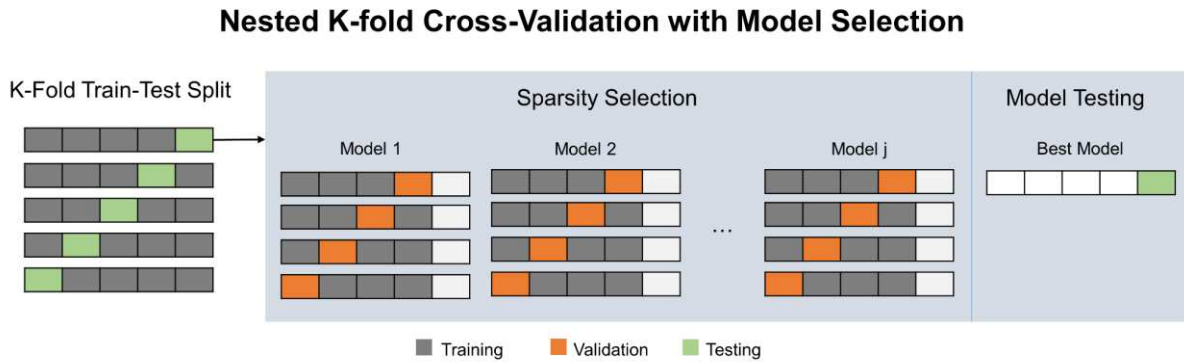 Nested K-fold Cross-Validation with Model Selection
K-Fold Train-Test Split
Sparsity Selection
Model Testing
Model 1
Model 2
Model j
Best Model
...
Training
Validation
Testing